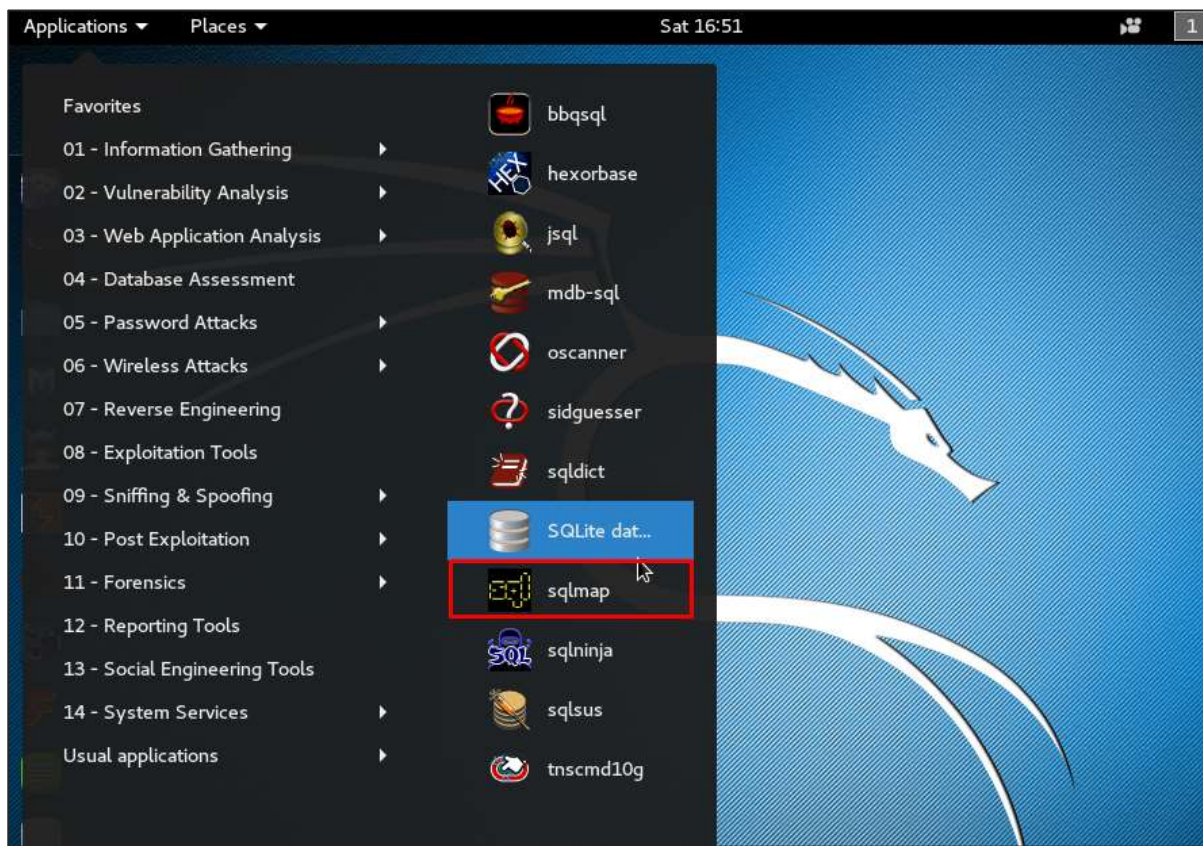 Applications Places Sat 16:51 1
Favorites
01 - Information Gathering
02 - Vulnerability Analysis
03 - Web Application Analysis
04 - Database Assessment
05 - Password Attacks
06 - Wireless Attacks
07 - Reverse Engineering
08 - Exploitation Tools
09 - Sniffing & Spoofing
10 - Post Exploitation
11 - Forensics
12 - Reporting Tools
13 - Social Engineering Tools
14 - System Services
Usual applications
bbqsql
HEX hexorbase
jsql
mdb-sql
oscanner
sidguesser
sqldict
SQLite dat...
sql sqlmap
SQL sqlninja
sqlsus
tnscmd10g